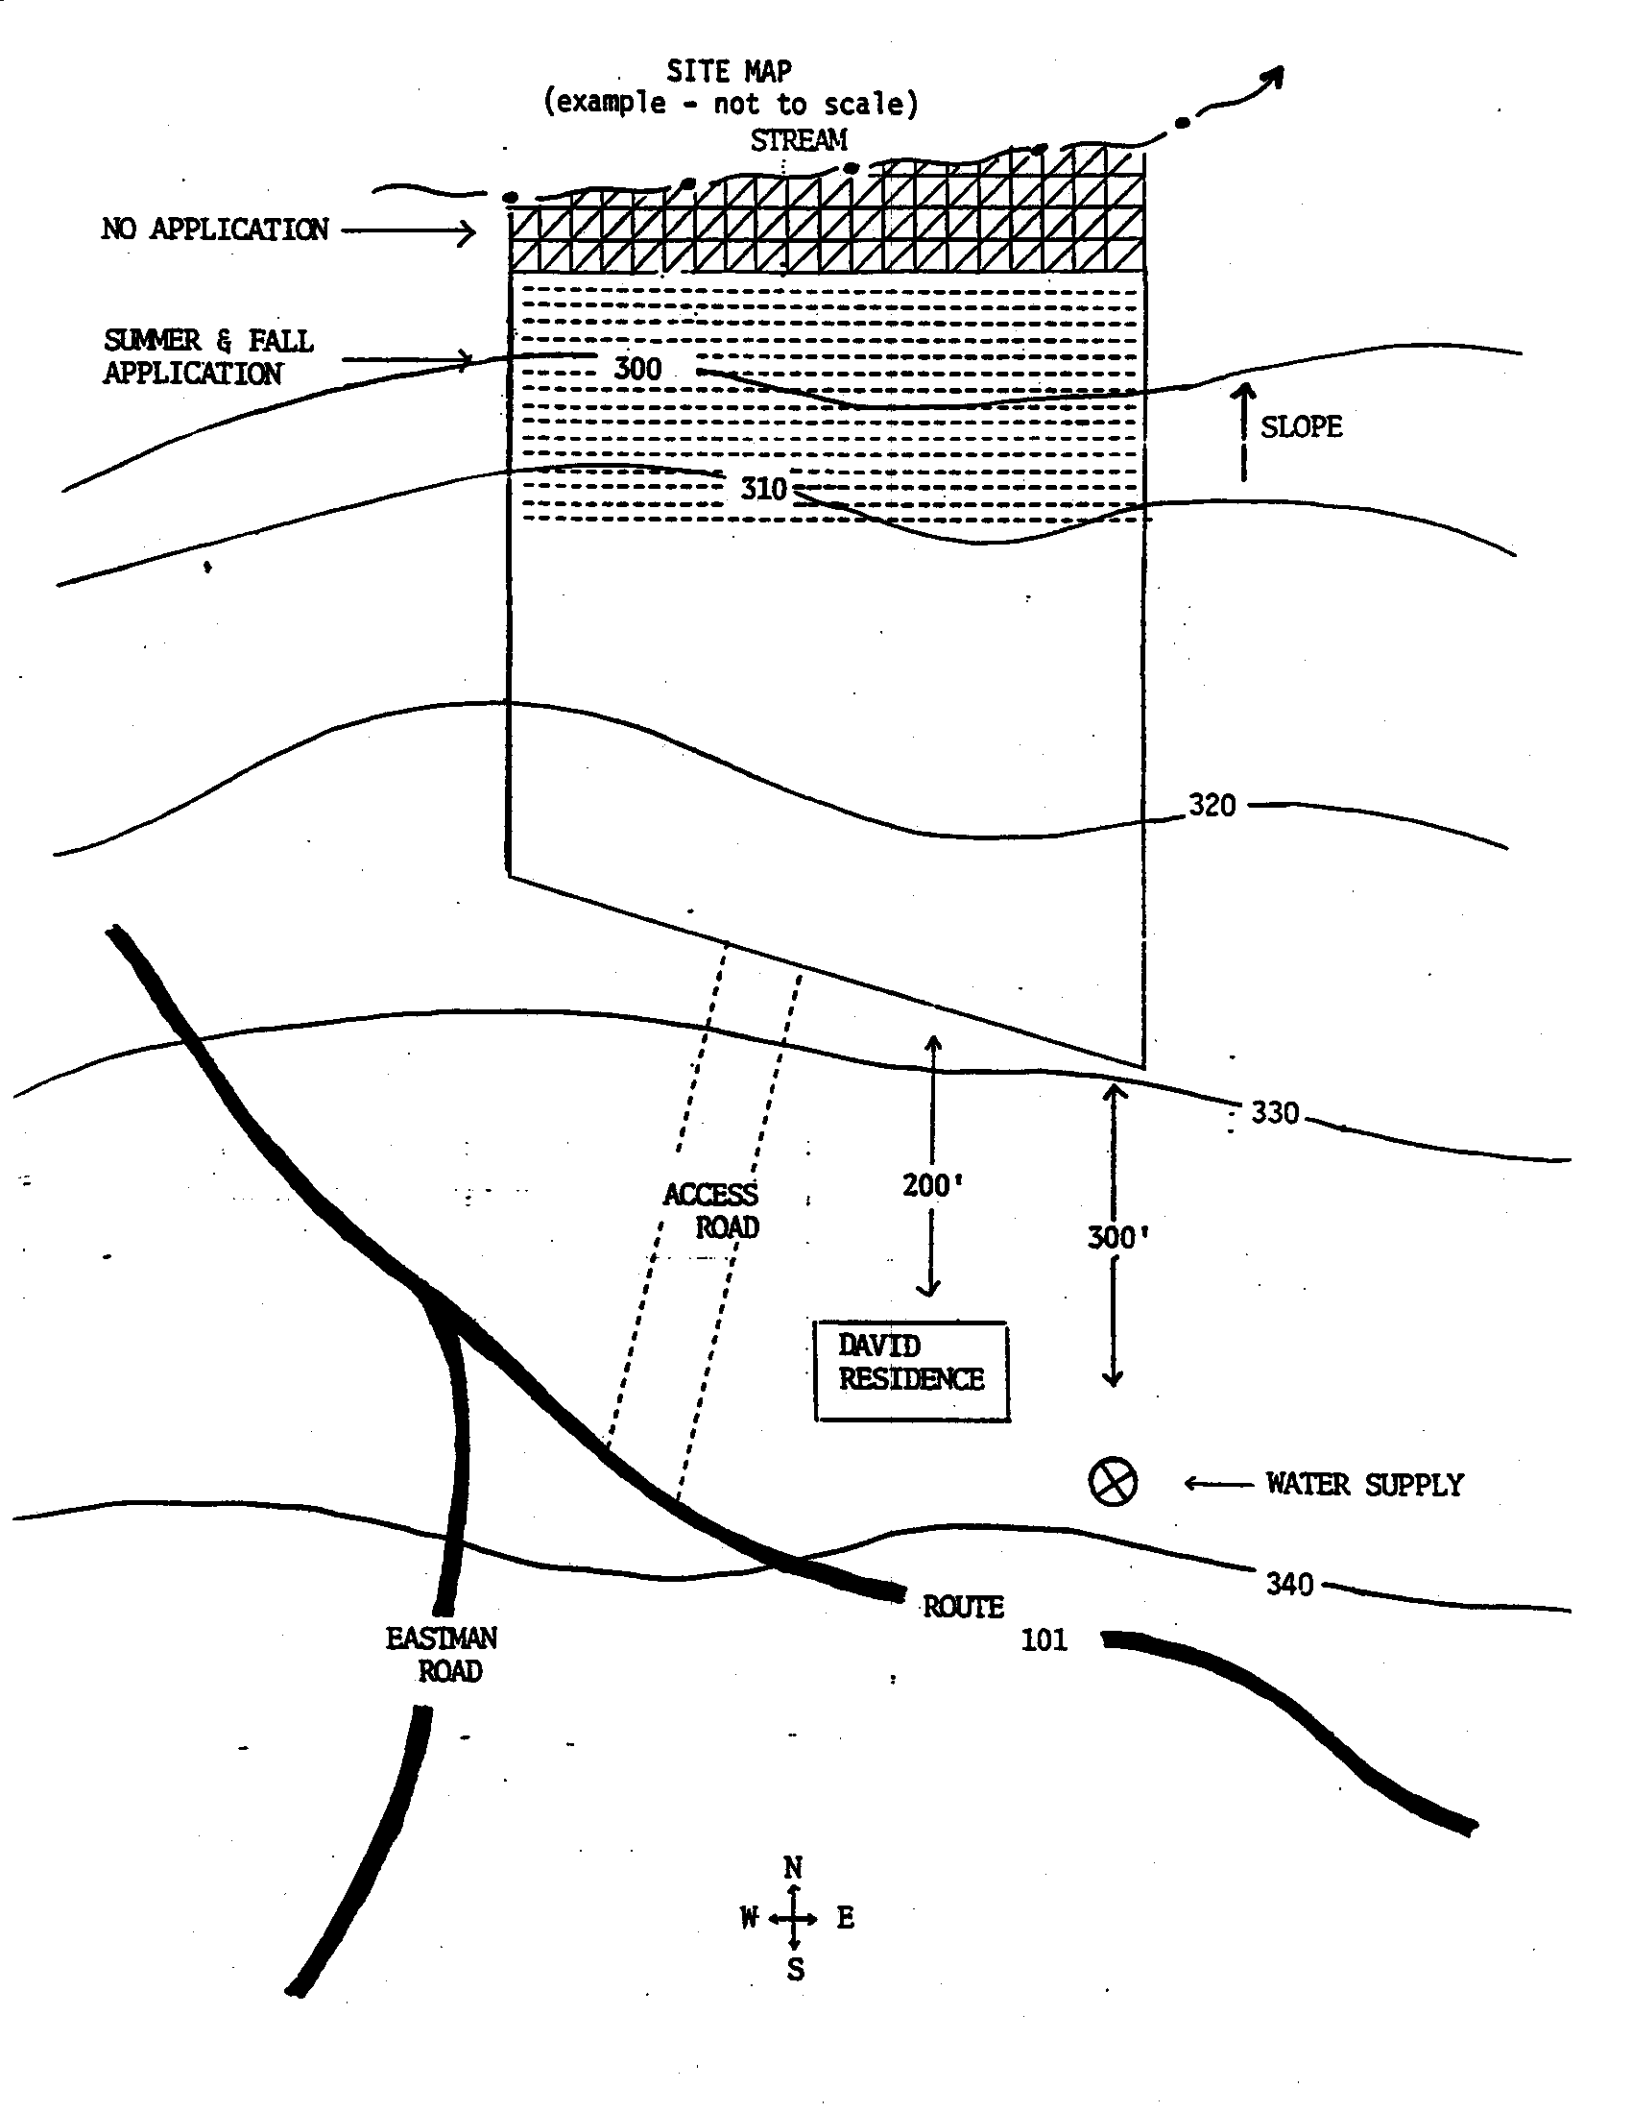 SITE MAP
(example - not to scale)
STREAM
NO APPLICATION
SUMMER & FALL
APPLICATION
300
SLOPE
310
320
330
200'
ACCESS
ROAD
300'
DAVID
RESIDENCE
WATER SUPPLY
340
ROUTE
101
EASTMAN
ROAD
N
W E
S